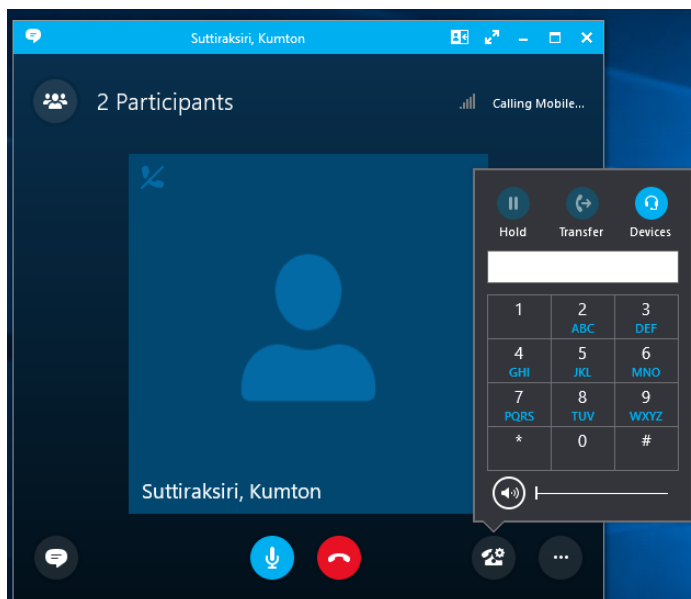 Suttiraksiri, Kumton
2 Participants
Calling Mobile...
Hold Transfer Devices
1 2 3
ABC DEF
4 5 6
GHI JKL MNO
7 8 9
PQRS TUV WXYZ
* 0 #
Suttiraksiri, Kumton